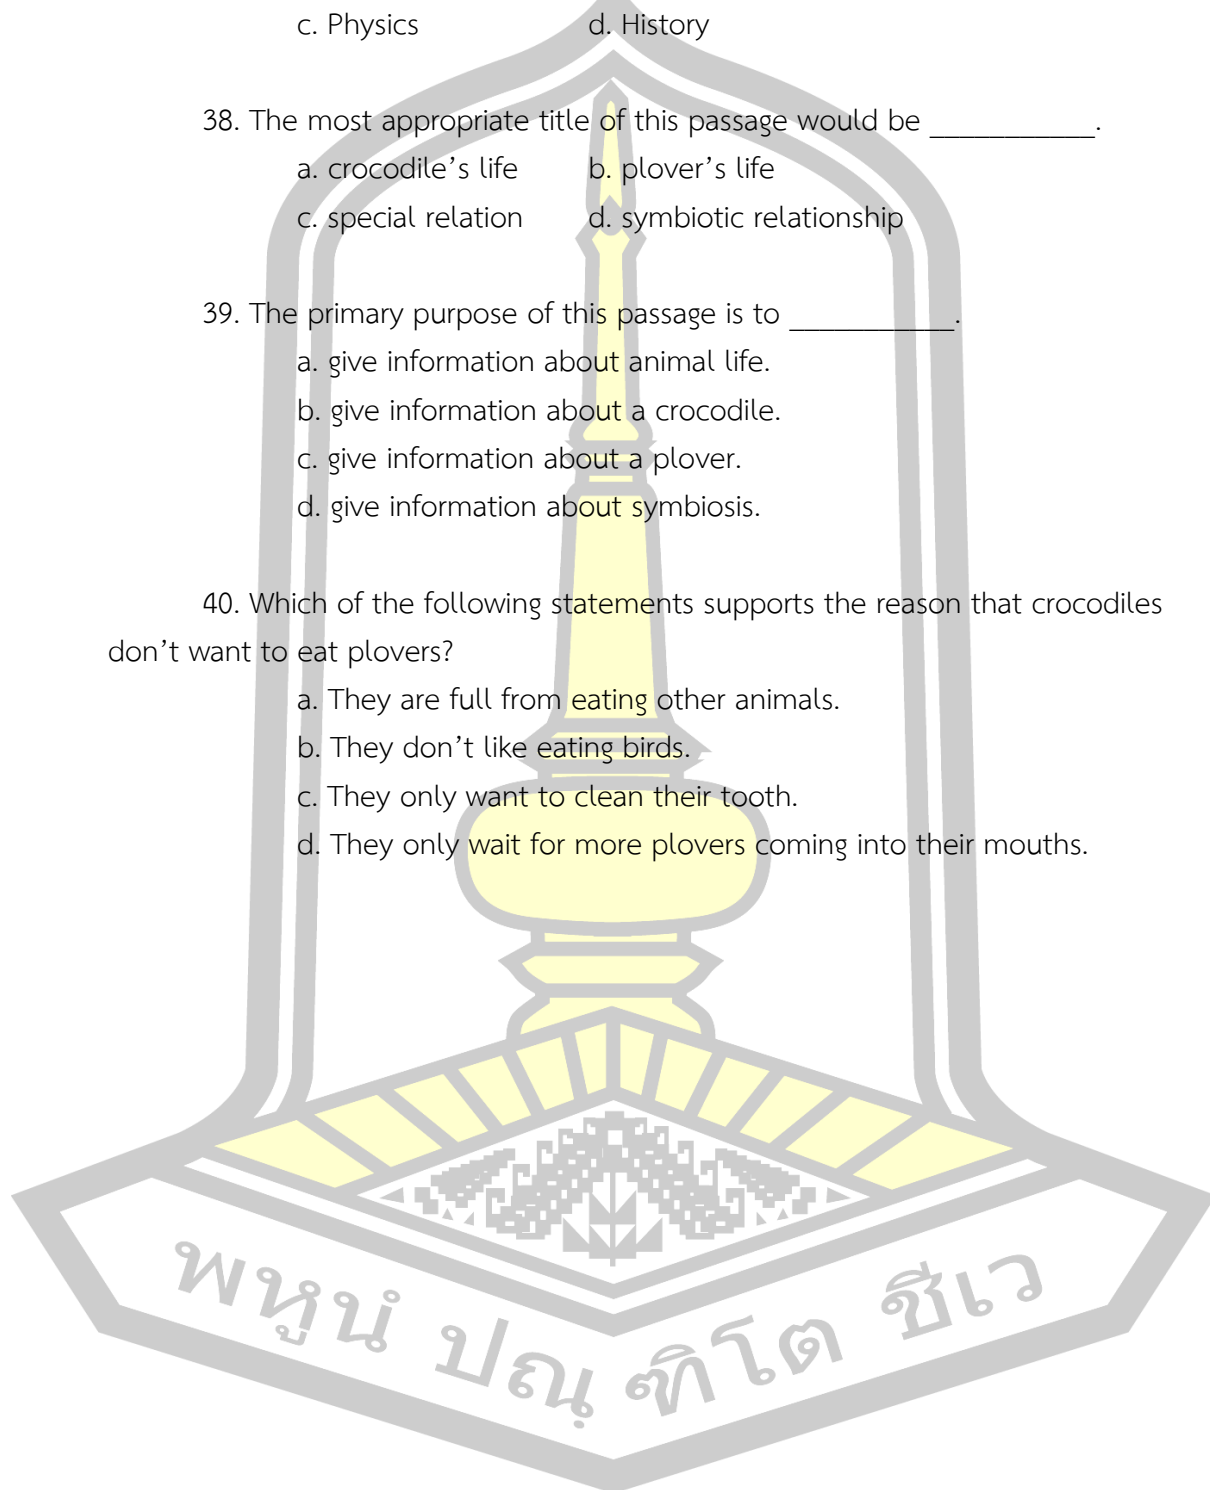 c. Physics d. History
38. The most appropriate title of this passage would be ___________.
a. crocodile’s life b. plover’s life
c. special relation d. symbiotic relationship
39. The primary purpose of this passage is to ___________.
a. give information about animal life.
b. give information about a crocodile.
c. give information about a plover.
d. give information about symbiosis.
40. Which of the following statements supports the reason that crocodiles
don’t want to eat plovers?
a. They are full from eating other animals.
b. They don’t like eating birds.
c. They only want to clean their tooth.
d. They only wait for more plovers coming into their mouths.
พหูนํ ปณฺฑิโต ชีเว